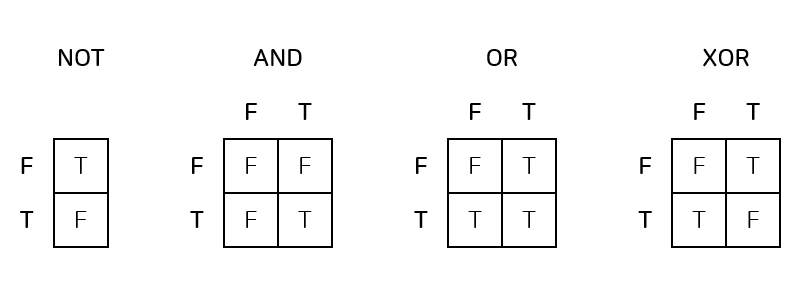 NOT AND OR XOR
F T F T F T
F T F F F F T F F T
T F T F T T T T T T F